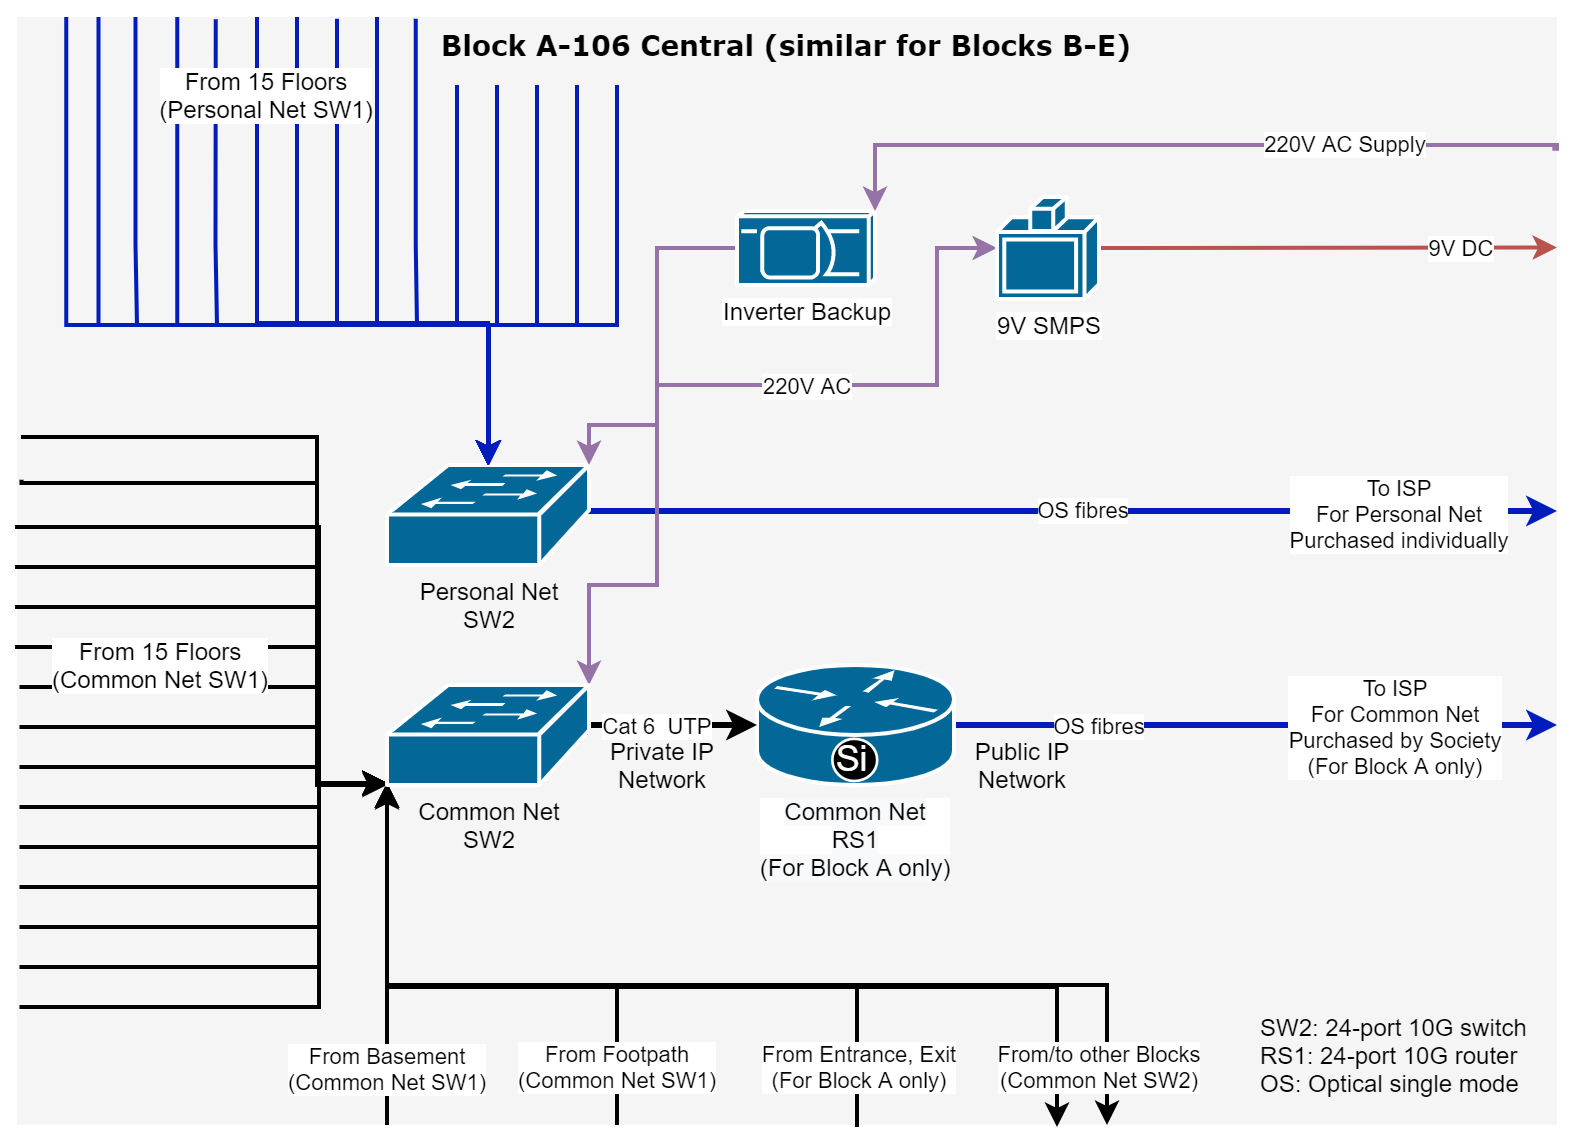 Block A-106 Central (similar for Blocks B-E)
From 15 Floors
(Personal Net SW1)
220V AC Supply
9V DC
Inverter Backup
9V SMPS
220V AC
OS fibres
To ISP
For Personal Net
Purchased individually
Personal Net
SW2
From 15 Floors
(Common Net SW1)
Cat 6  UTP
Private IP
Network
Si
OS fibres
Public IP
Network
To ISP
For Common Net
Purchased by Society
(For Block A only)
Common Net
SW2
Common Net
RS1
(For Block A only)
From Basement
(Common Net SW1)
From Footpath
(Common Net SW1)
From Entrance, Exit
(For Block A only)
From/to other Blocks
(Common Net SW2)
SW2: 24-port 10G switch
RS1: 24-port 10G router
OS: Optical single mode